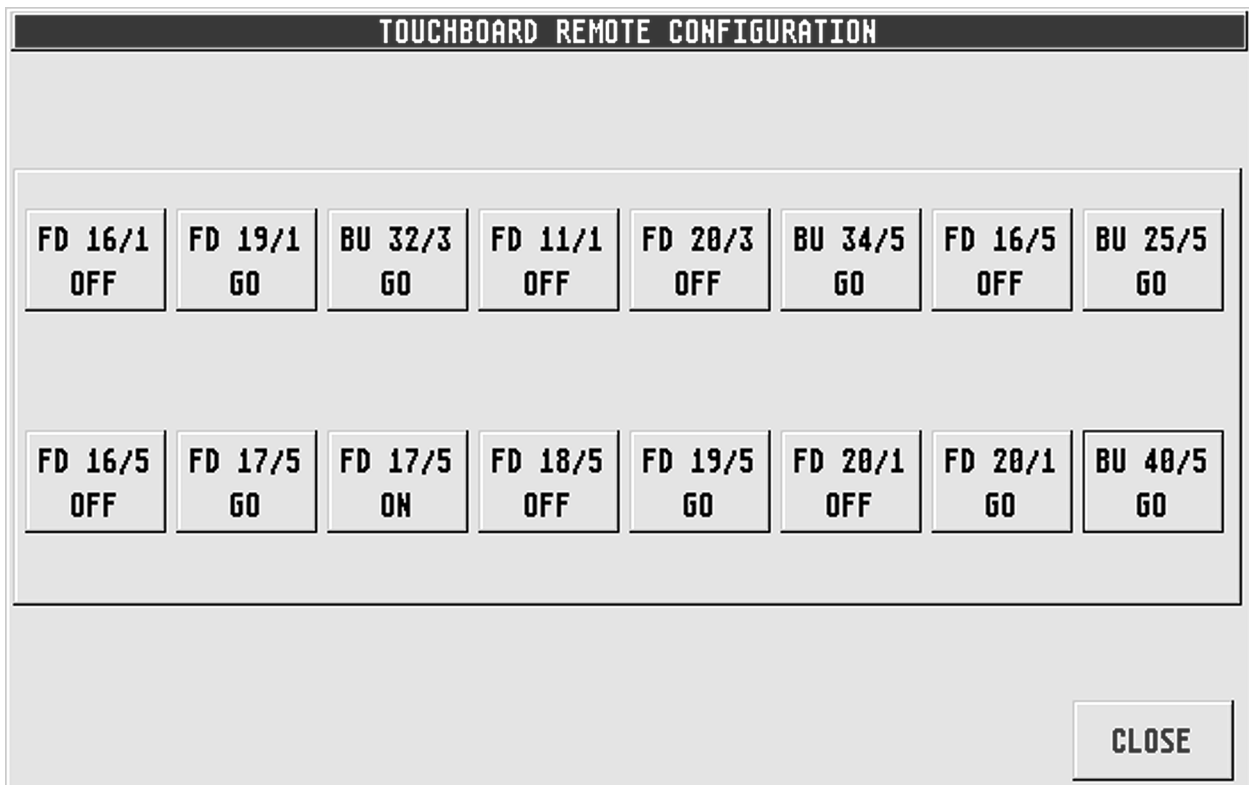 TOUCHBOARD REMOTE CONFIGURATION
FD 16/1 FD 19/1 BU 32/3 FD 11/1 FD 20/3 BU 34/5 FD 16/5 BU 25/5
OFF GO GO OFF OFF GO OFF GO
FD 16/5 FD 17/5 FD 17/5 FD 18/5 FD 19/5 FD 20/1 FD 20/1 BU 40/5
OFF GO ON OFF GO OFF GO GO
CLOSE